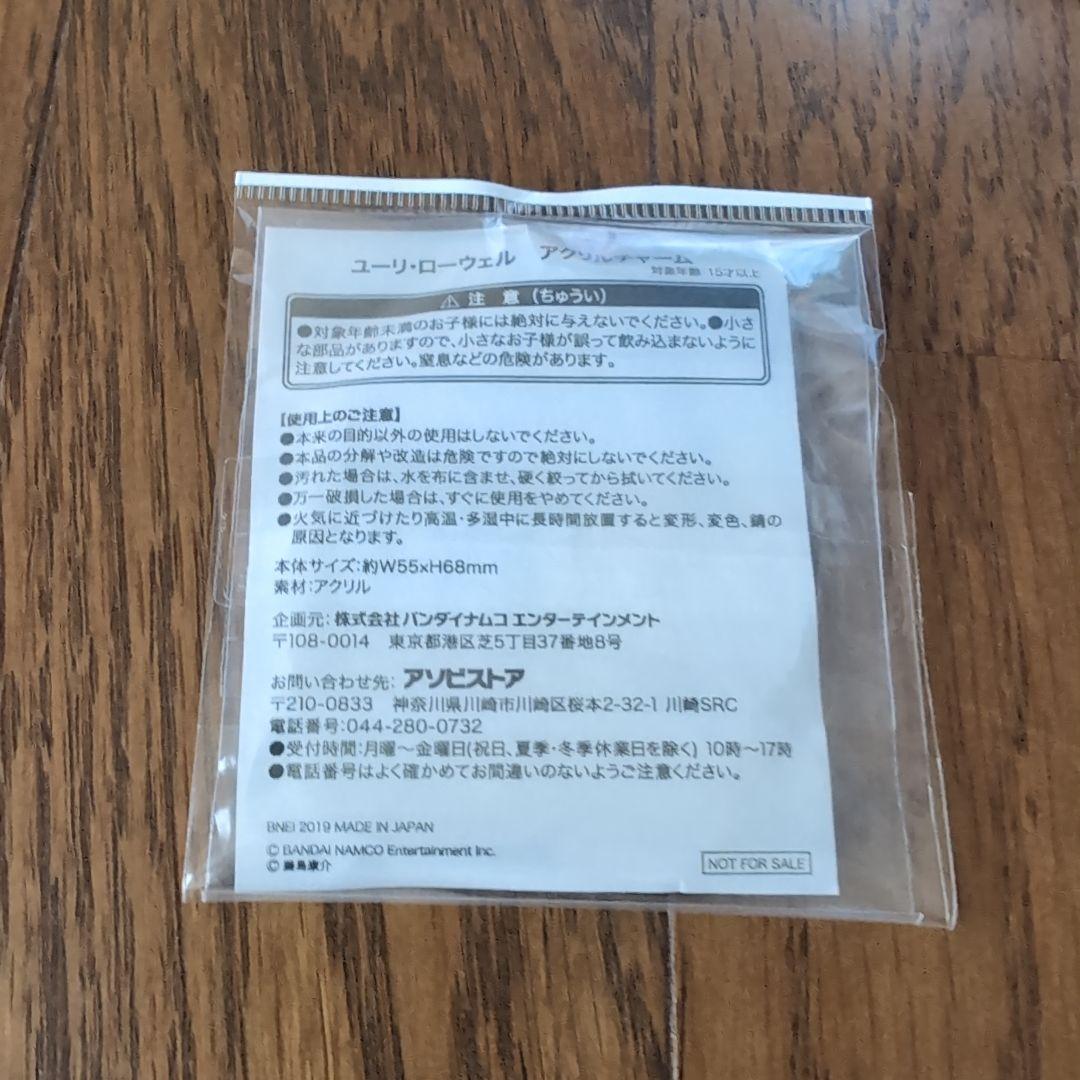 ユーリ・ローウェル　アクリルチャーム
対象年齢 15才以上
⚠ 注 意（ちゅうい）
●対象年齢未満のお子様には絶対に与えないでください。●小さ
な部品がありますので、小さなお子様が誤って飲み込まないように
注意してください。窒息などの危険があります。
【使用上のご注意】
●本来の目的以外の使用はしないでください。
●本品の分解や改造は危険ですので絶対にしないでください。
●汚れた場合は、水を布に含ませ、硬く絞ってから拭いてください。
●万一破損した場合は、すぐに使用をやめてください。
●火気に近づけたり高温・多湿中に長時間放置すると変形、変色、錆の
原因となります。
本体サイズ:約W55×H68mm
素材:アクリル
企画元: 株式会社 バンダイナムコ エンターテインメント
〒108-0014　東京都港区芝5丁目37番地8号
お問い合わせ先: アソビストア
〒210-0833　神奈川県川崎市川崎区桜本2-32-1 川崎SRC
電話番号:044-280-0732
●受付時間:月曜～金曜日(祝日、夏季・冬季休業日を除く) 10時～17時
●電話番号はよく確かめてお間違いのないようご注意ください。
BNEI 2019 MADE IN JAPAN
© BANDAI NAMCO Entertainment Inc.
© 藤島康介
NOT FOR SALE